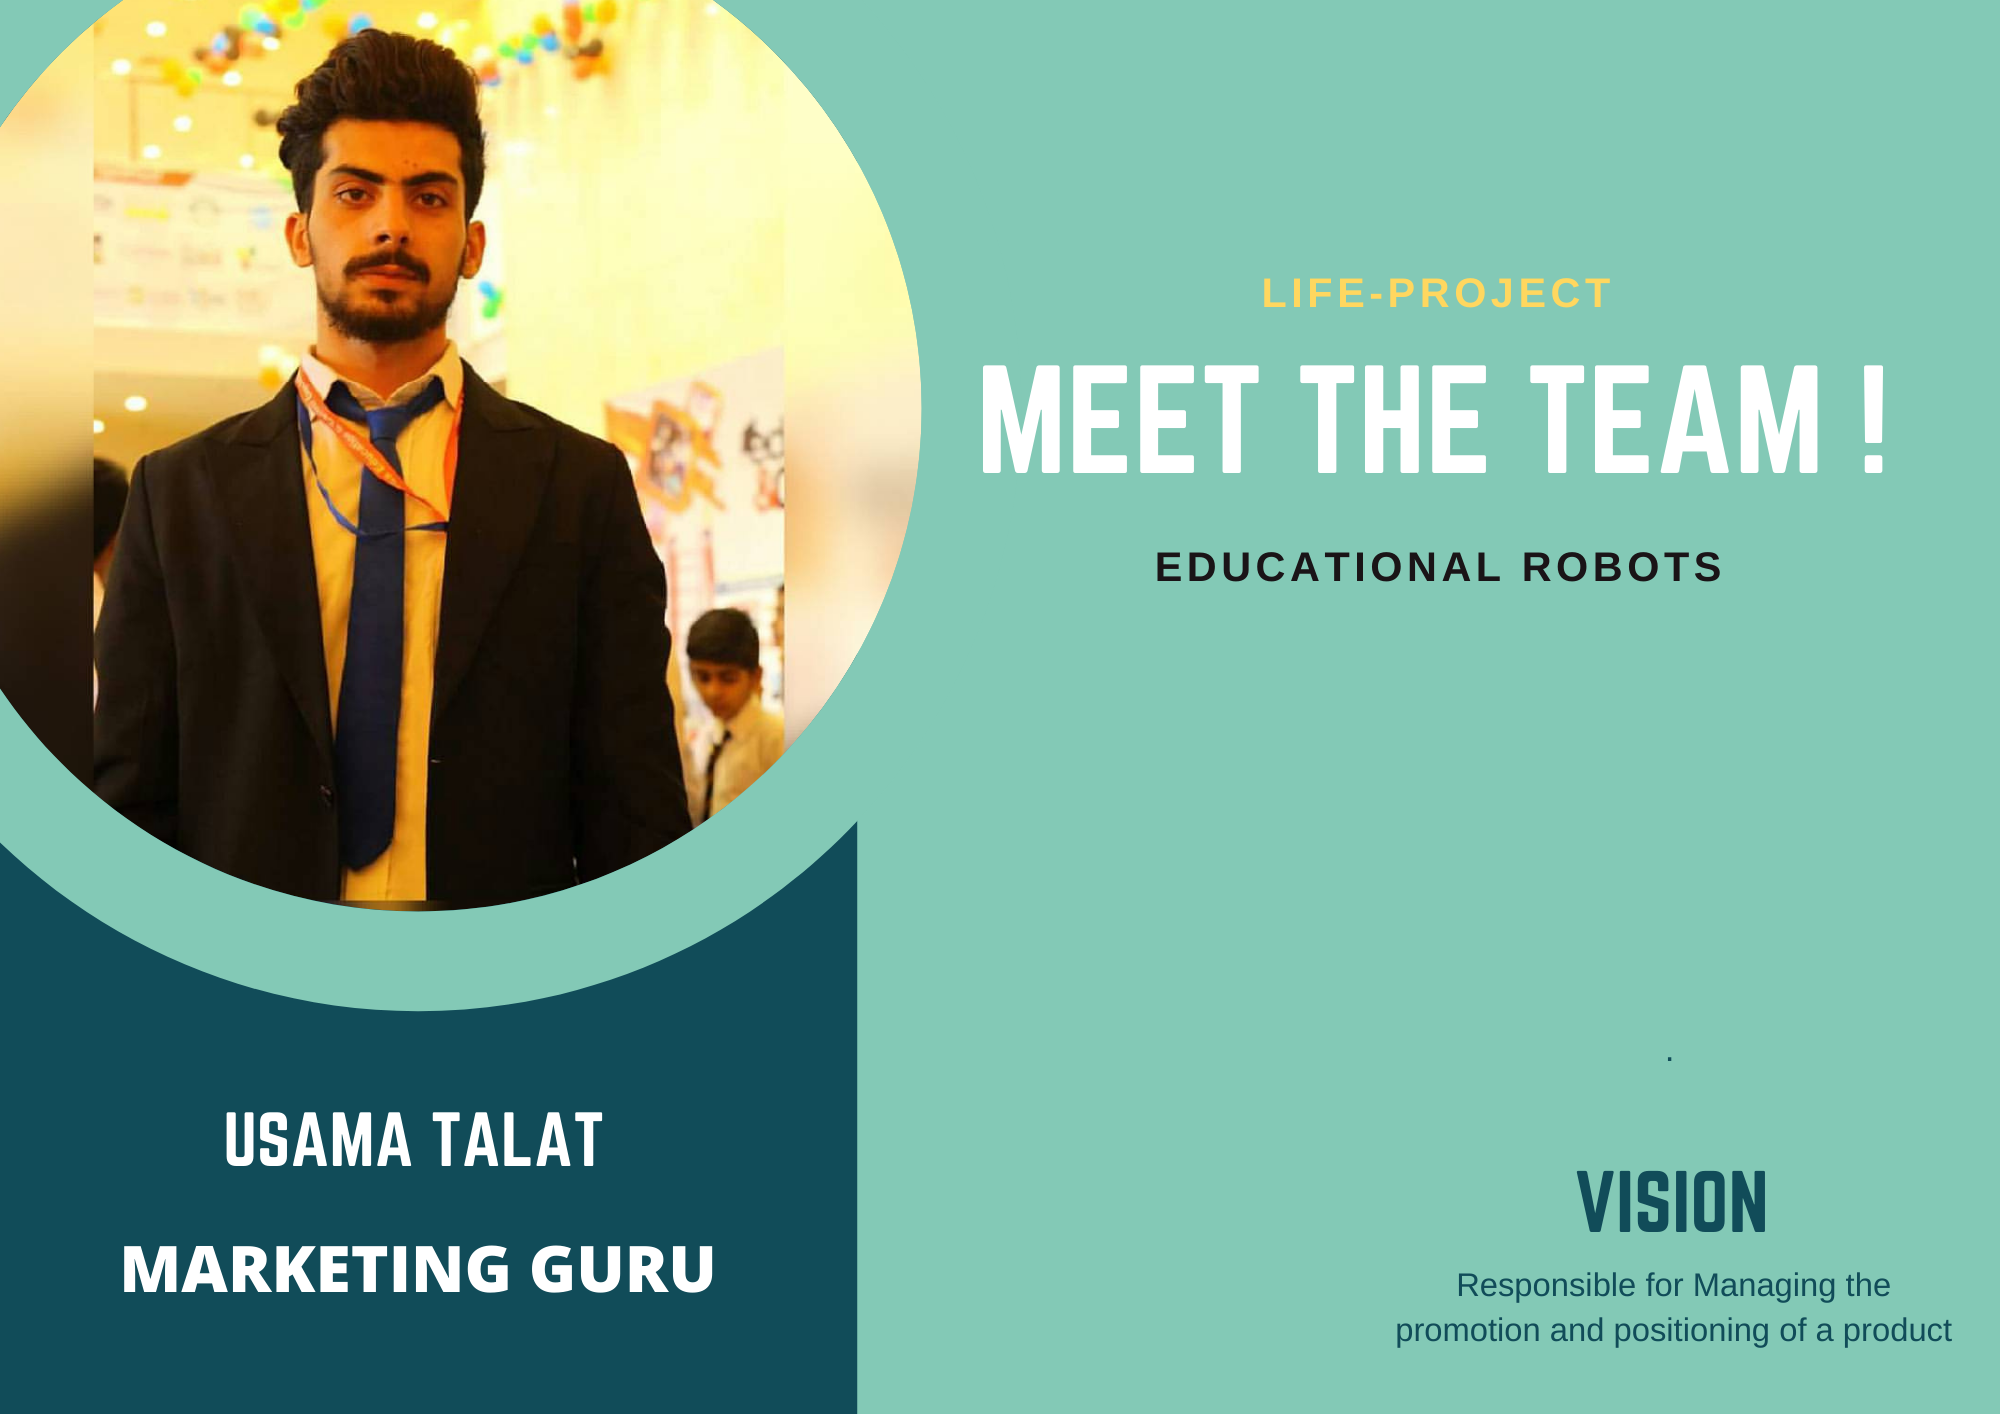 LIFE-PROJECT
MEET THE TEAM !
EDUCATIONAL ROBOTS
.
USAMA TALAT
MARKETING GURU
VISION
Responsible for Managing the
promotion and positioning of a product